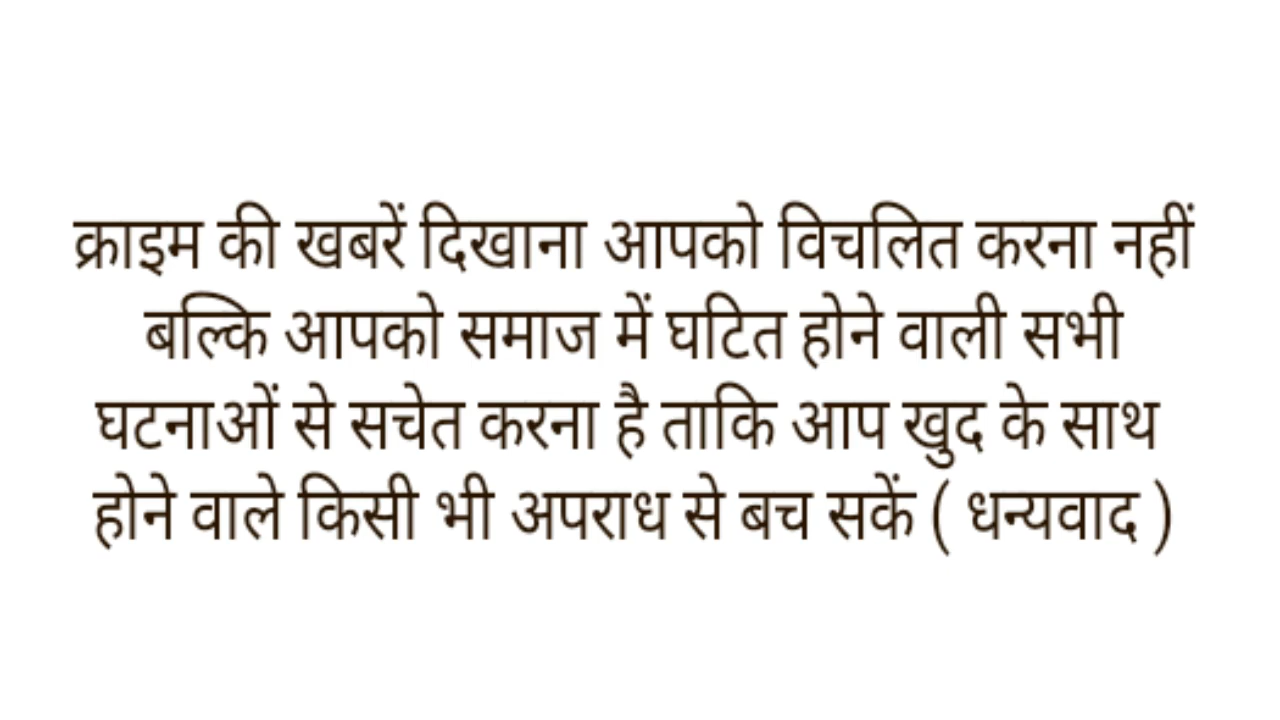 क्राइम की खबरें दिखाना आपको विचलित करना नहीं
बल्कि आपको समाज में घटित होने वाली सभी
घटनाओं से सचेत करना है ताकि आप खुद के साथ
होने वाले किसी भी अपराध से बच सकें ( धन्यवाद )